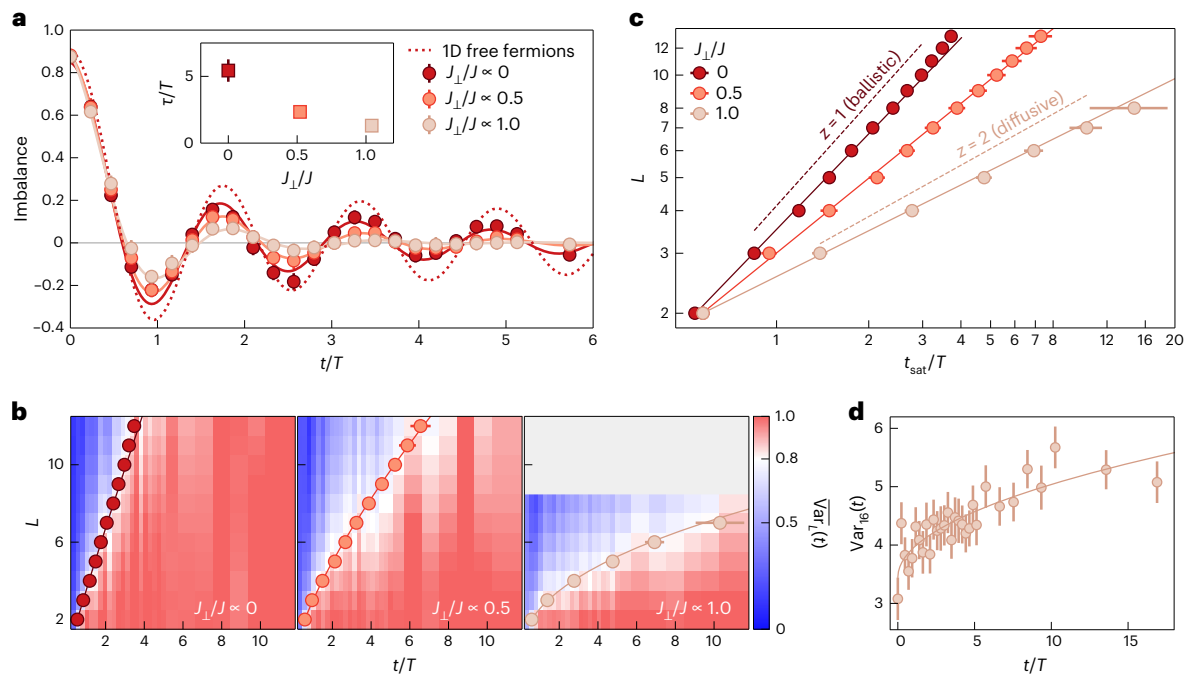 a
1.0
0.8
0.6
0.4
0.2
0
−0.2
−0.4
Imbalance
0
1
2
3
4
5
6
t/T
5
0
τ/T
0
0.5
1.0
J⊥/J
1D free fermions
J⊥/J ∝ 0
J⊥/J ∝ 0.5
J⊥/J ∝ 1.0
c
12
10
8
7
6
5
4
3
2
L
J⊥/J
0
0.5
1.0
z = 1 (ballistic)
z = 2 (diffusive)
1
2
3
4
5
6
7
8
12
16
20
tsat/T
b
10
6
2
L
J⊥/J ∝ 0
J⊥/J ∝ 0.5
J⊥/J ∝ 1.0
2
4
6
8
10
2
4
6
8
10
2
4
6
8
10
t/T
1.0
0.8
0.5
0
VarL(t)
d
6
5
4
3
Var16(t)
0
5
10
15
t/T